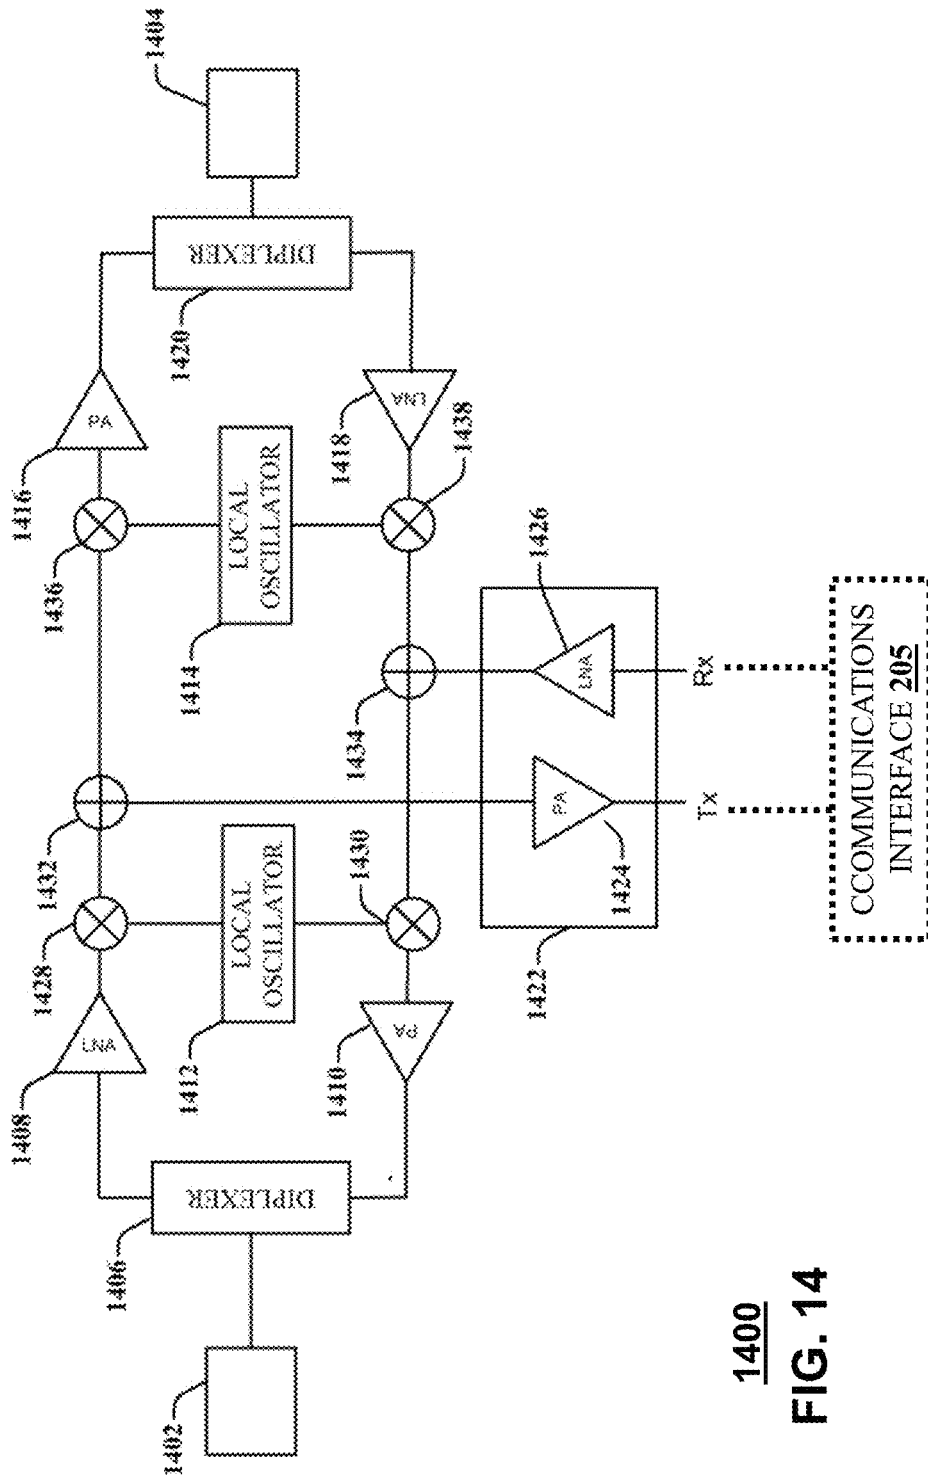 1402
1406
DIPLEXER
1408
LNA
1410
PA
1412
LOCAL
OSCILLATOR
1428
1430
1432
1434
1422
1424
PA
1426
LNA
Tx
Rx
CCOMMUNICATIONS
INTERFACE 205
1414
LOCAL
OSCILLATOR
1436
1438
1416
PA
1418
LNA
1420
DIPLEXER
1404
1400
FIG. 14